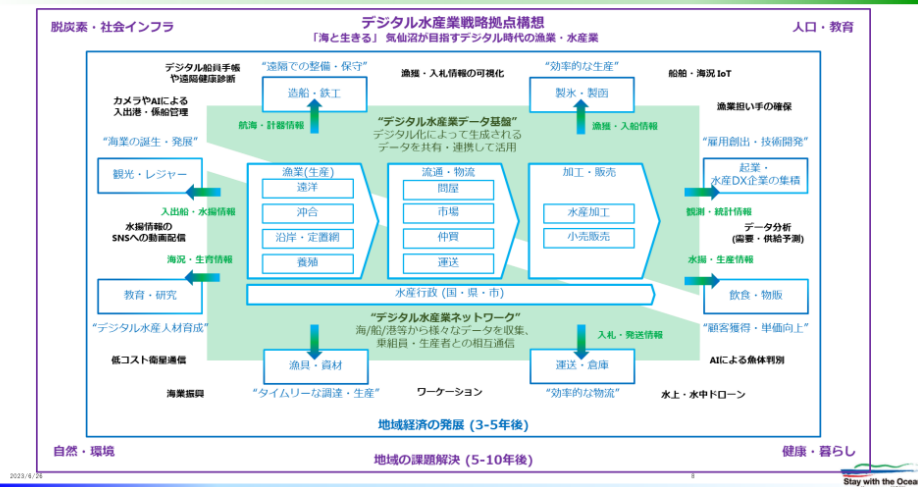 脱炭素・社会インフラ
デジタル水産業戦略拠点構想
人口・教育
「海と生きる」 気仙沼が目指すデジタル時代の漁業・水産業
デジタル船員手帳
や遠隔健康診断
“遠隔での整備・保守”
漁獲・入札情報の可視化
“効率的な生産”
船舶・海況 IoT
造船・鉄工
製氷・製函
カメラやAIによる
入出港・係船管理
漁業担い手の確保
航海・計器情報
“デジタル水産業データ基盤”
デジタル化によって生成される
データを共有・連携して活用
漁獲・入船情報
“海業の誕生・発展”
“雇用創出・技術開発”
観光・レジャー
漁業(生産)
遠洋
沖合
沿岸・定置網
養殖
流通・物流
問屋
市場
仲買
運送
加工・販売
水産加工
小売販売
起業・
水産DX企業の集積
入出船・水揚情報
観測・統計情報
水揚情報の
SNSへの動画配信
データ分析
(需要・供給予測)
海況・生育情報
水揚・生産情報
教育・研究
水産行政 (国・県・市)
飲食・物販
“デジタル水産人材育成”
“デジタル水産業ネットワーク”
海/船/港等から様々なデータを収集、
乗組員・生産者との相互通信
入札・発送情報
“顧客獲得・単価向上”
低コスト衛星通信
漁具・資材
運送・倉庫
AIによる魚体判別
海業振興
“タイムリーな調達・生産”
ワーケーション
“効率的な物流”
水上・水中ドローン
地域経済の発展 (3-5年後)
自然・環境
地域の課題解決 (5-10年後)
健康・暮らし
2023/6/26
Stay with the Ocea